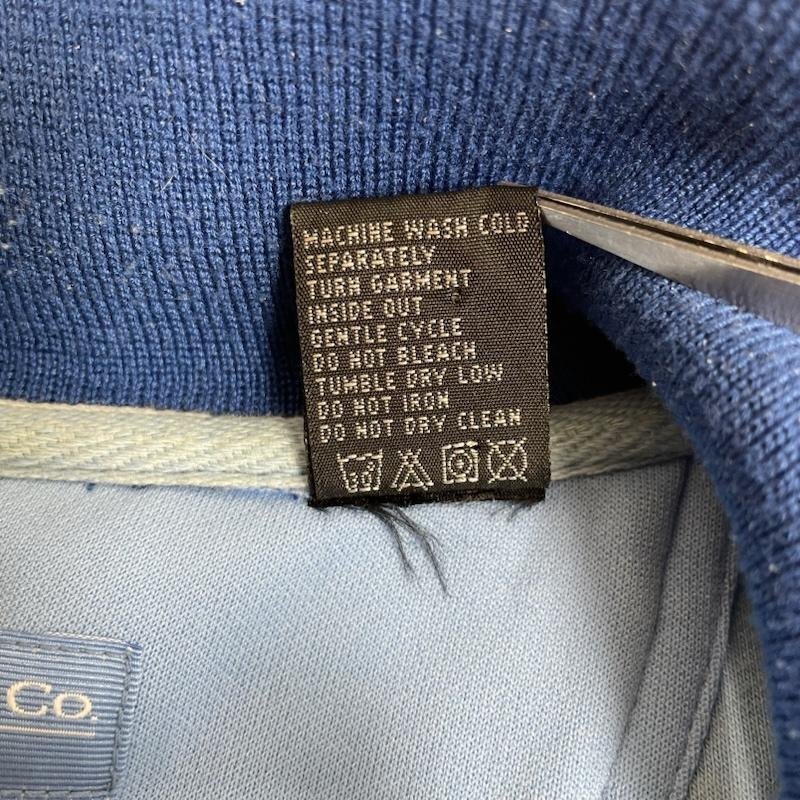 MACHINE WASH COLD
SEPARATELY
TURN GARMENT
INSIDE OUT
GENTLE CYCLE
DO NOT BLEACH
TUMBLE DRY LOW
DO NOT IRON
DO NOT DRY CLEAN
Co.